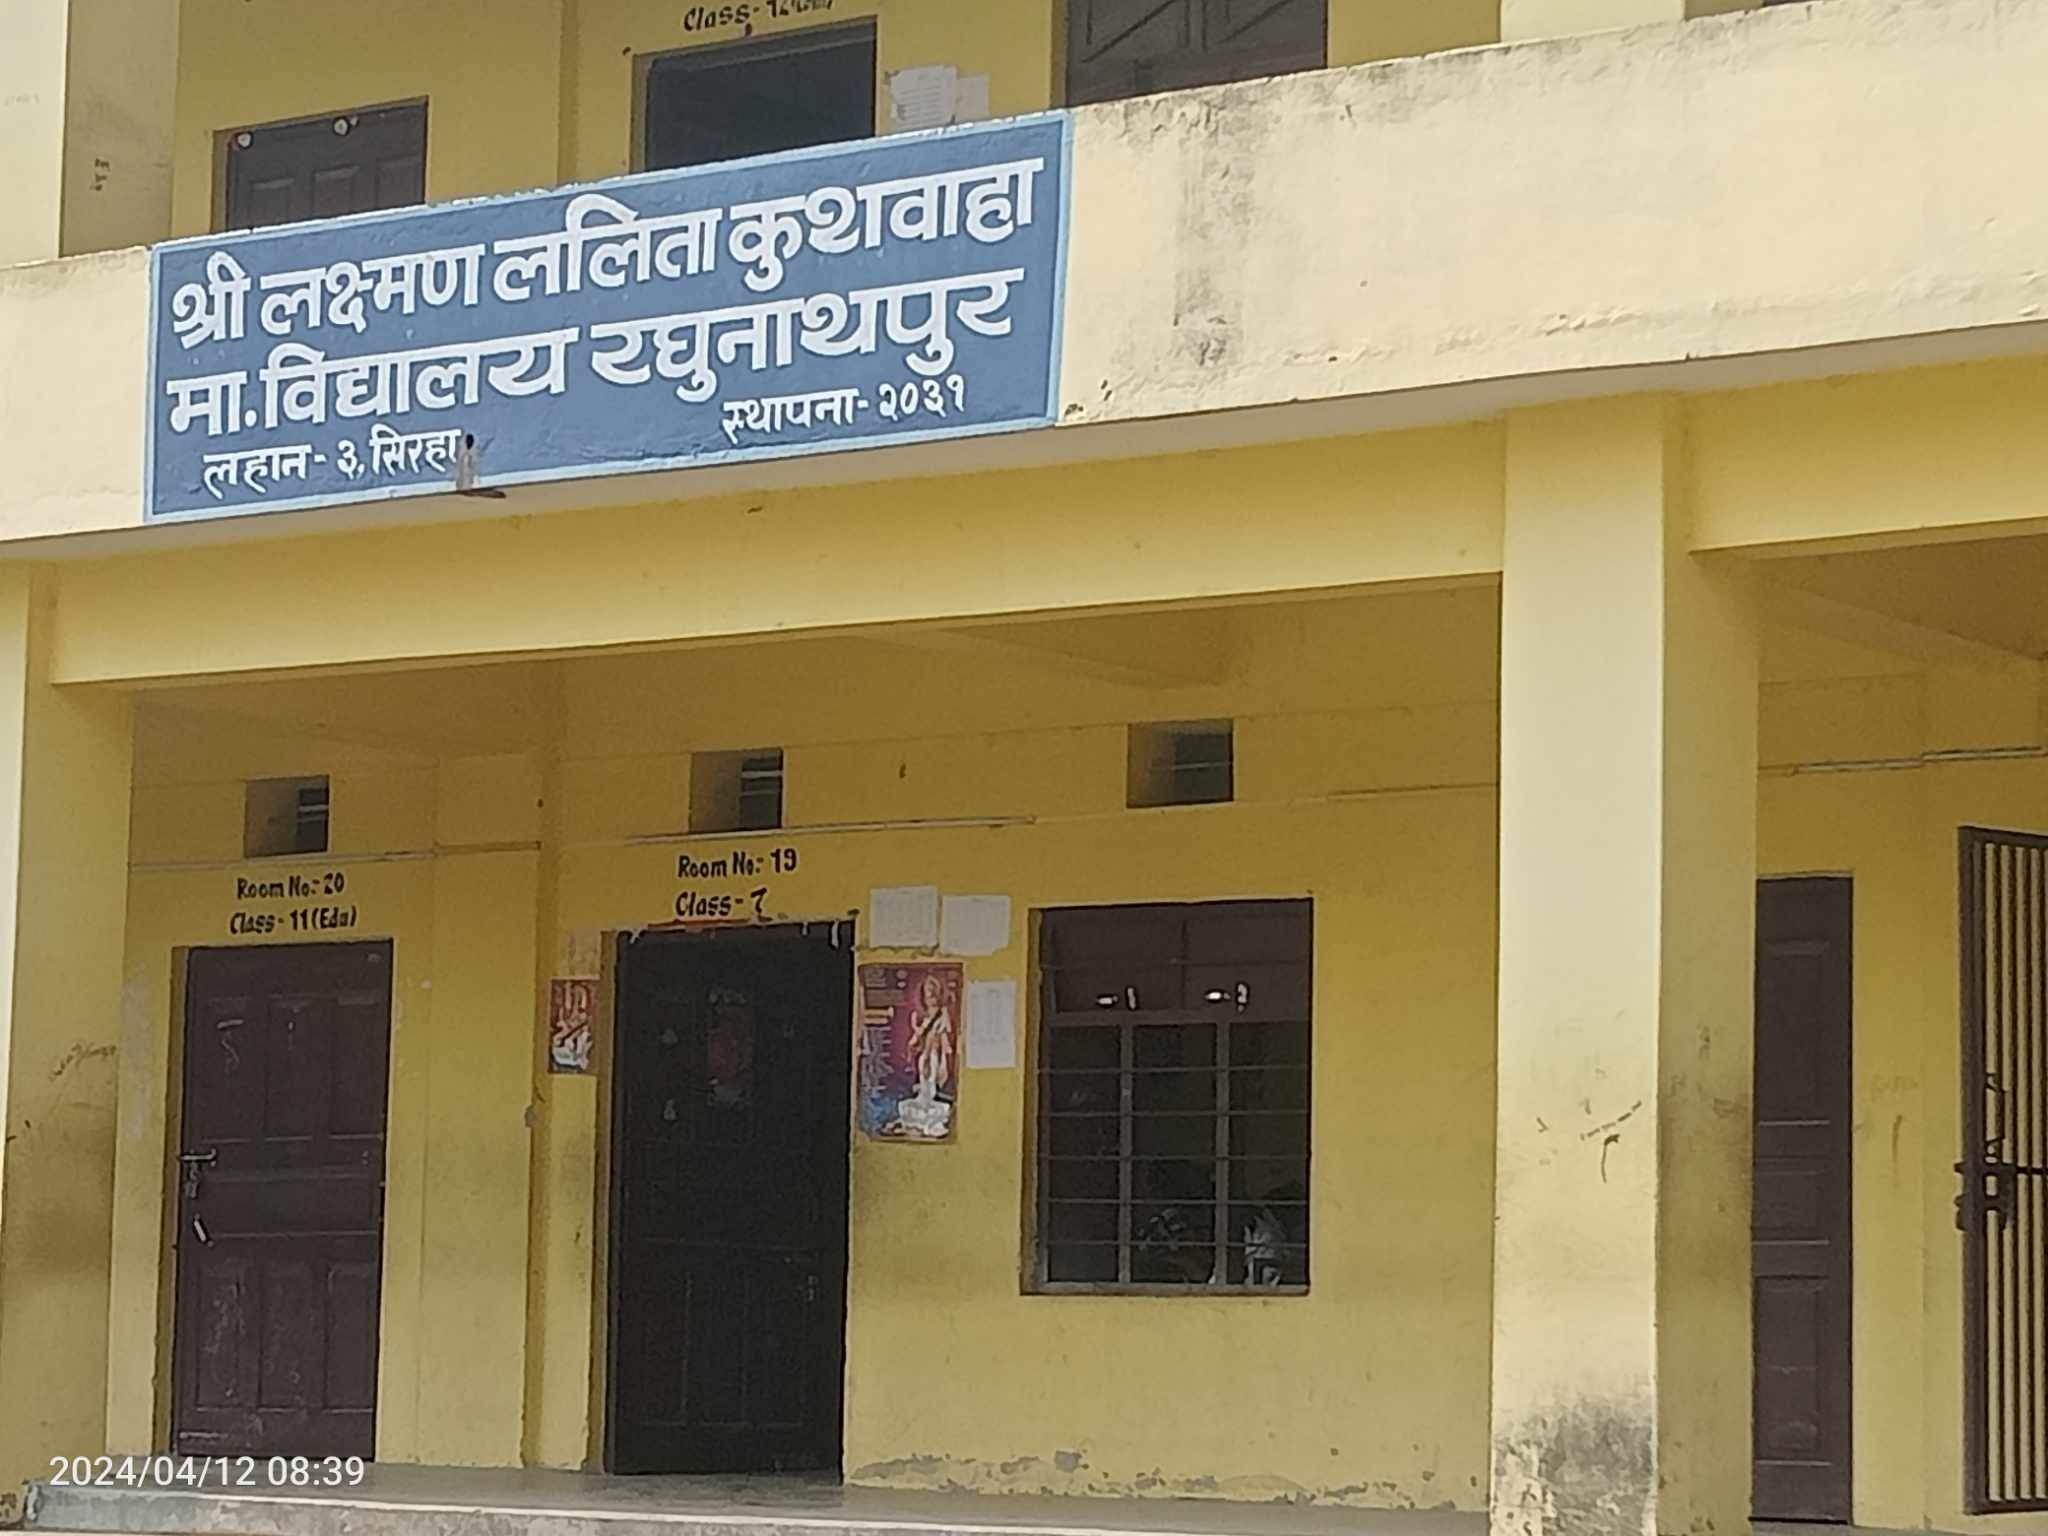 Class-
श्री लक्ष्मण ललिता कुशवाहा
मा. विद्यालय रघुनाथपुर
लहान - ३, सिरहा
स्थापना - २०३१
Room No:- 20
Class - 11 (Edu)
Room No:- 19
Class - 7
2024/04/12 08:39